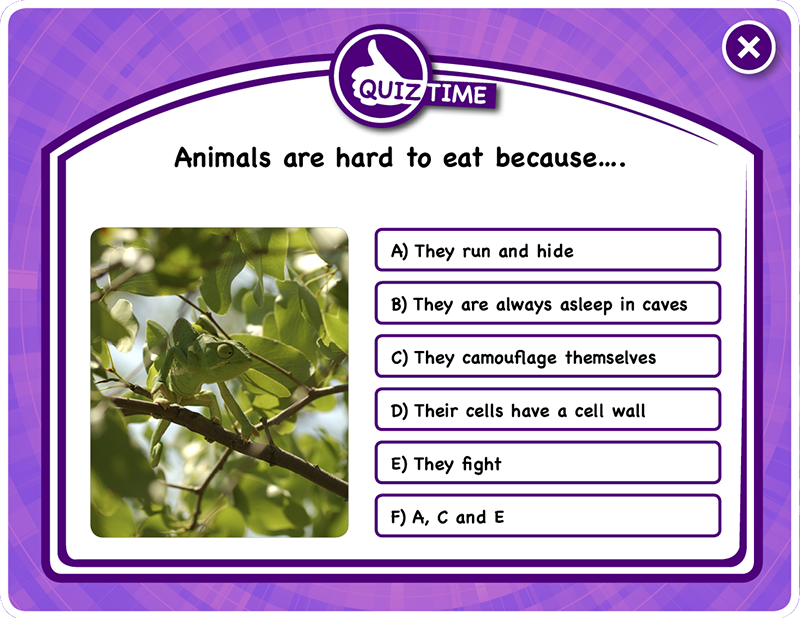 QUIZ TIME
Animals are hard to eat because....
A) They run and hide
B) They are always asleep in caves
C) They camouflage themselves
D) Their cells have a cell wall
E) They fight
F) A, C and E